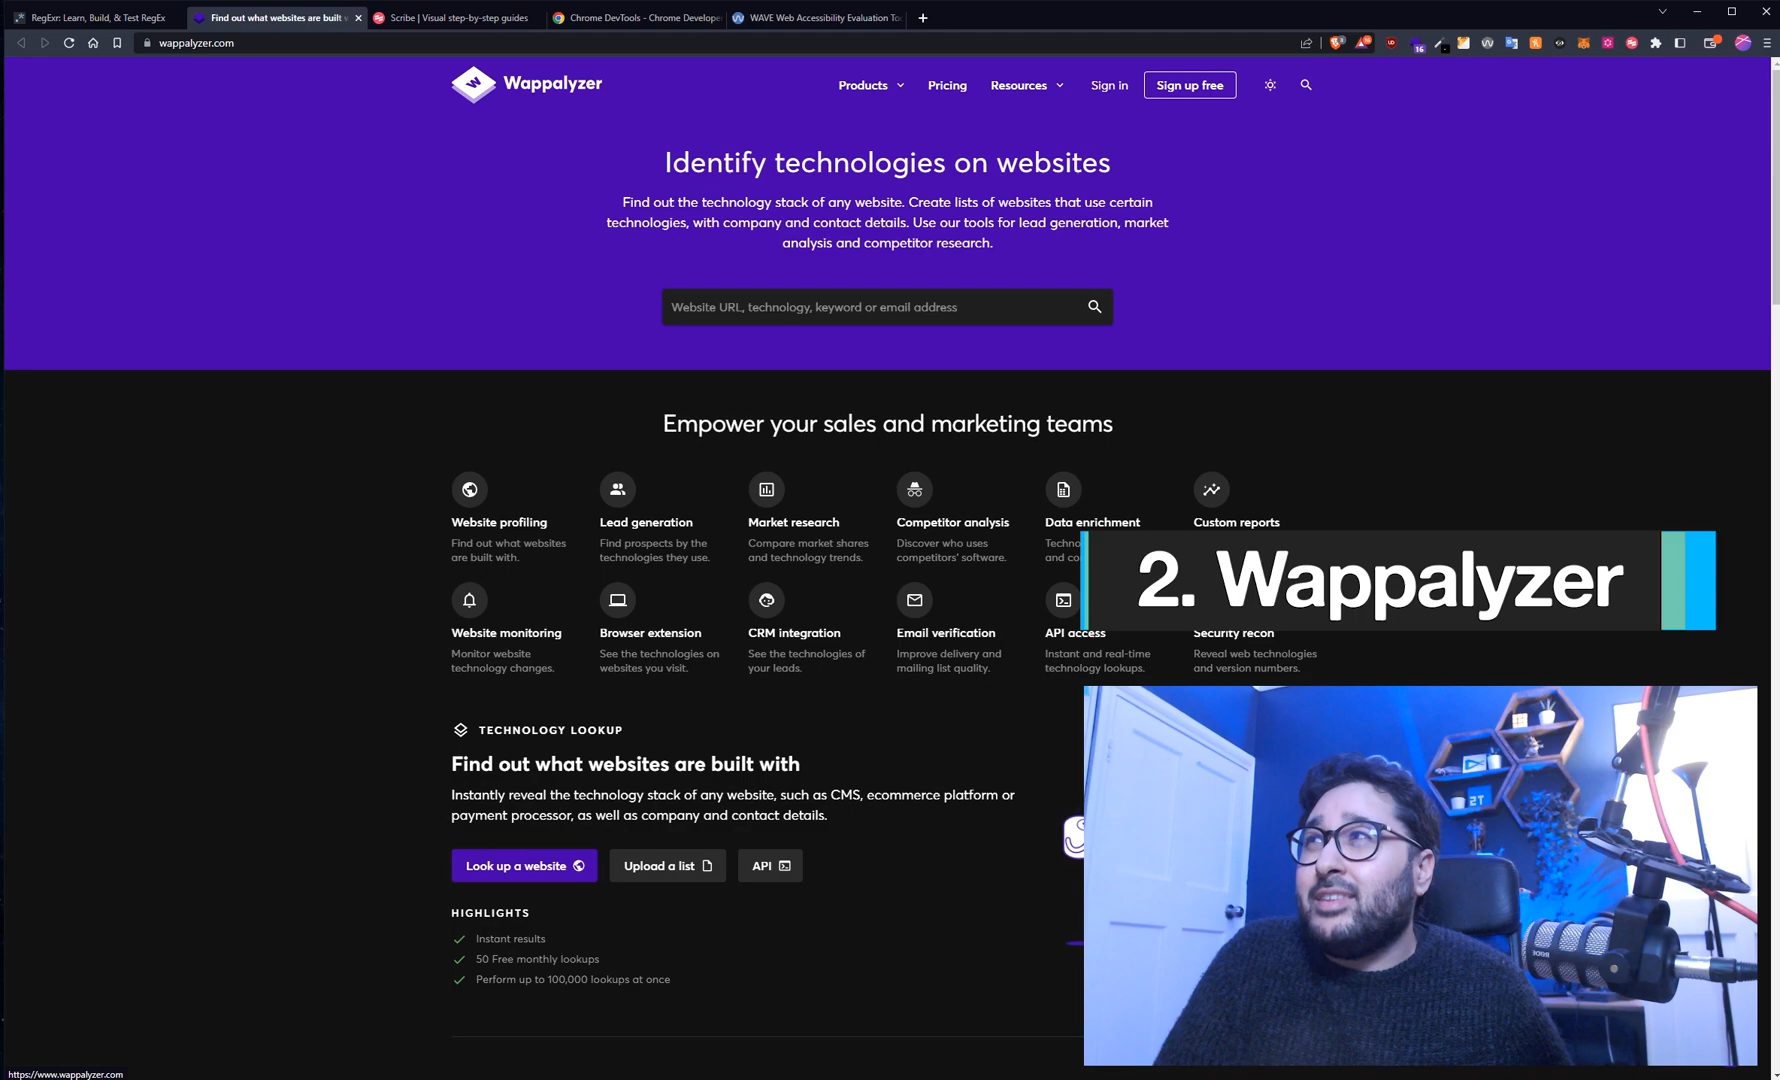 RegExr: Learn, Build, & Test RegEx
Find out what websites are built w
Scribe | Visual step-by-step guides
Chrome DevTools - Chrome Develope
WAVE Web Accessibility Evaluation To
wappalyzer.com
16
Wappalyzer
Products
Pricing
Resources
Sign in
Sign up free
Identify technologies on websites
Find out the technology stack of any website. Create lists of websites that use certain
technologies, with company and contact details. Use our tools for lead generation, market
analysis and competitor research.
Website URL, technology, keyword or email address
Empower your sales and marketing teams
Website profiling
Find out what websites
are built with.
Lead generation
Find prospects by the
technologies they use.
Market research
Compare market shares
and technology trends.
Competitor analysis
Discover who uses
competitors' software.
Data enrichment
Techno
and co
Custom reports
2. Wappalyzer
Website monitoring
Monitor website
technology changes.
Browser extension
See the technologies on
websites you visit.
CRM integration
See the technologies of
your leads.
Email verification
Improve delivery and
mailing list quality.
API access
Instant and real-time
technology lookups.
Security recon
Reveal web technologies
and version numbers.
TECHNOLOGY LOOKUP
Find out what websites are built with
Instantly reveal the technology stack of any website, such as CMS, ecommerce platform or
payment processor, as well as company and contact details.
Look up a website
Upload a list
API
HIGHLIGHTS
Instant results
50 Free monthly lookups
Perform up to 100,000 lookups at once
RODE
https://www.wappalyzer.com